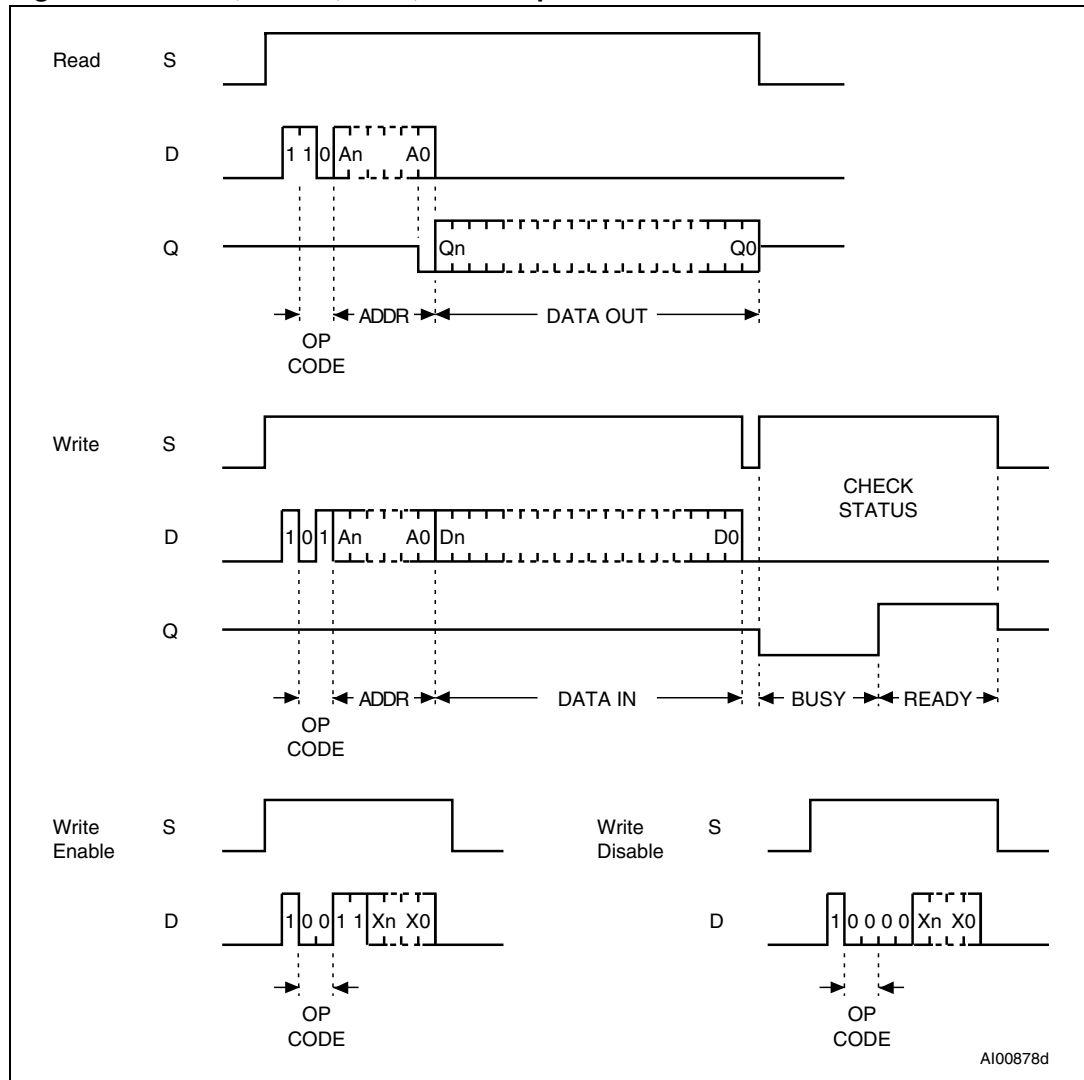 Read S
D 1 1 0 An A0
Q Qn Q0
ADDR DATA OUT
OP
CODE
Write S
CHECK
STATUS
D 1 0 1 An A0 Dn D0
Q
ADDR DATA IN BUSY READY
OP
CODE
Write
Enable
S
D 1 0 0 1 1 Xn X0
OP
CODE
Write
Disable
S
D 1 0 0 0 0 Xn X0
OP
CODE
AI00878d